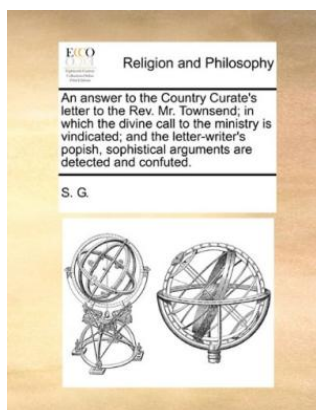 ECCO
Religion and Philosophy
An answer to the Country Curate's
letter to the Rev. Mr. Townsend; in
which the divine call to the ministry is
vindicated; and the letter-writer's
popish, sophistical arguments are
detected and confuted.
S. G.